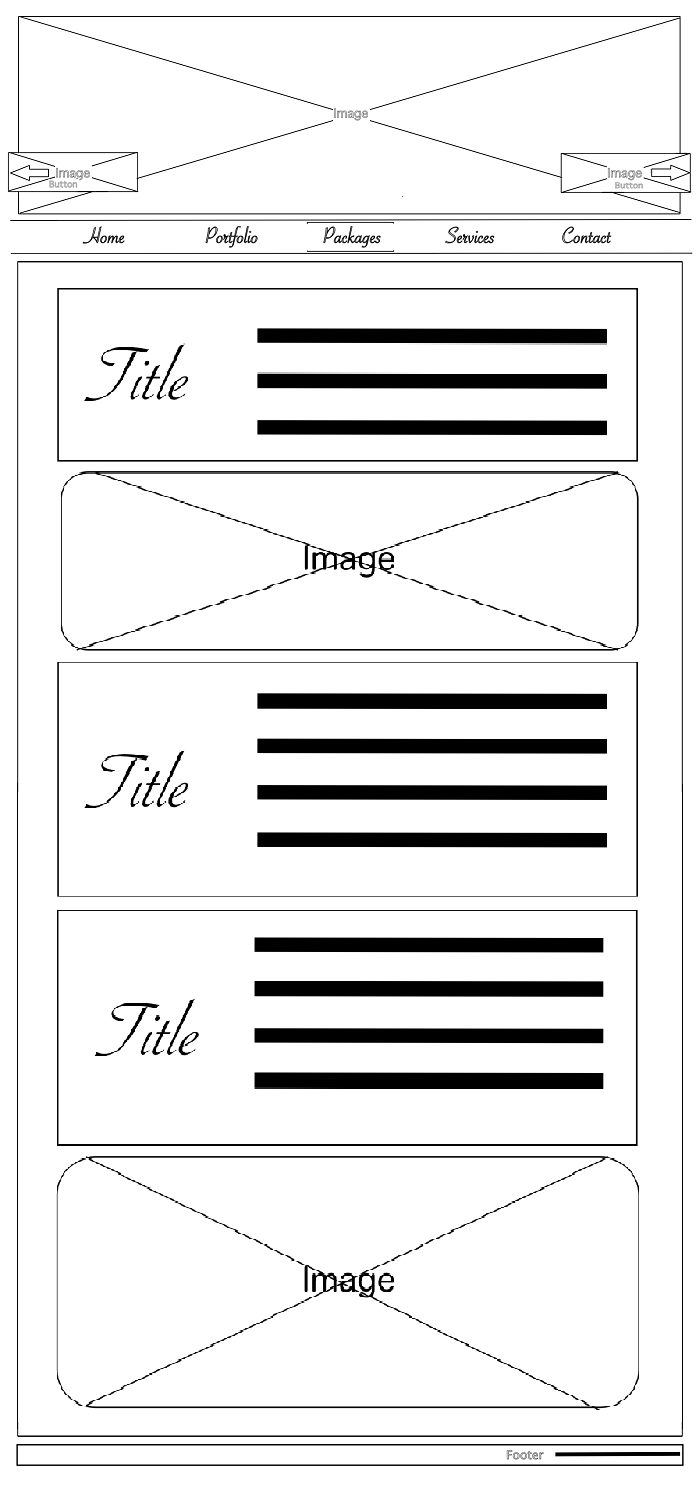 Image
Image
Button
Image
Button
Home Portfolio Packages Services Contact
Title
Image
Title
Title
Image
Footer